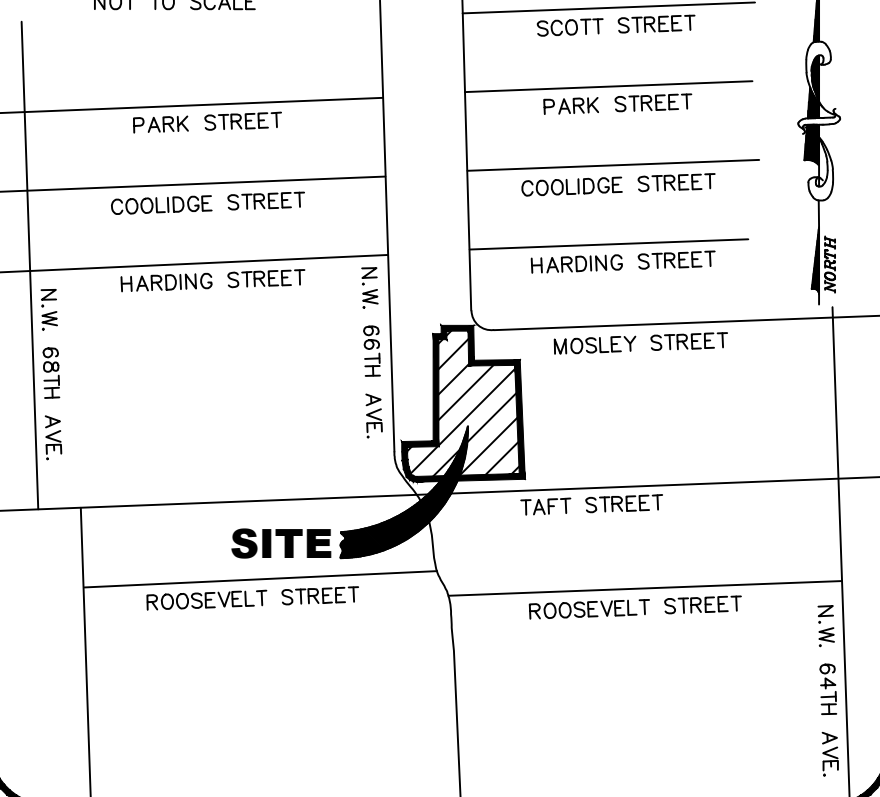 NOT TO SCALE
SCOTT STREET
PARK STREET
PARK STREET
COOLIDGE STREET
COOLIDGE STREET
HARDING STREET
HARDING STREET
NORTH
N.W. 68TH AVE.
N.W. 66TH AVE.
MOSLEY STREET
TAFT STREET
SITE
ROOSEVELT STREET
ROOSEVELT STREET
N.W. 64TH AVE.